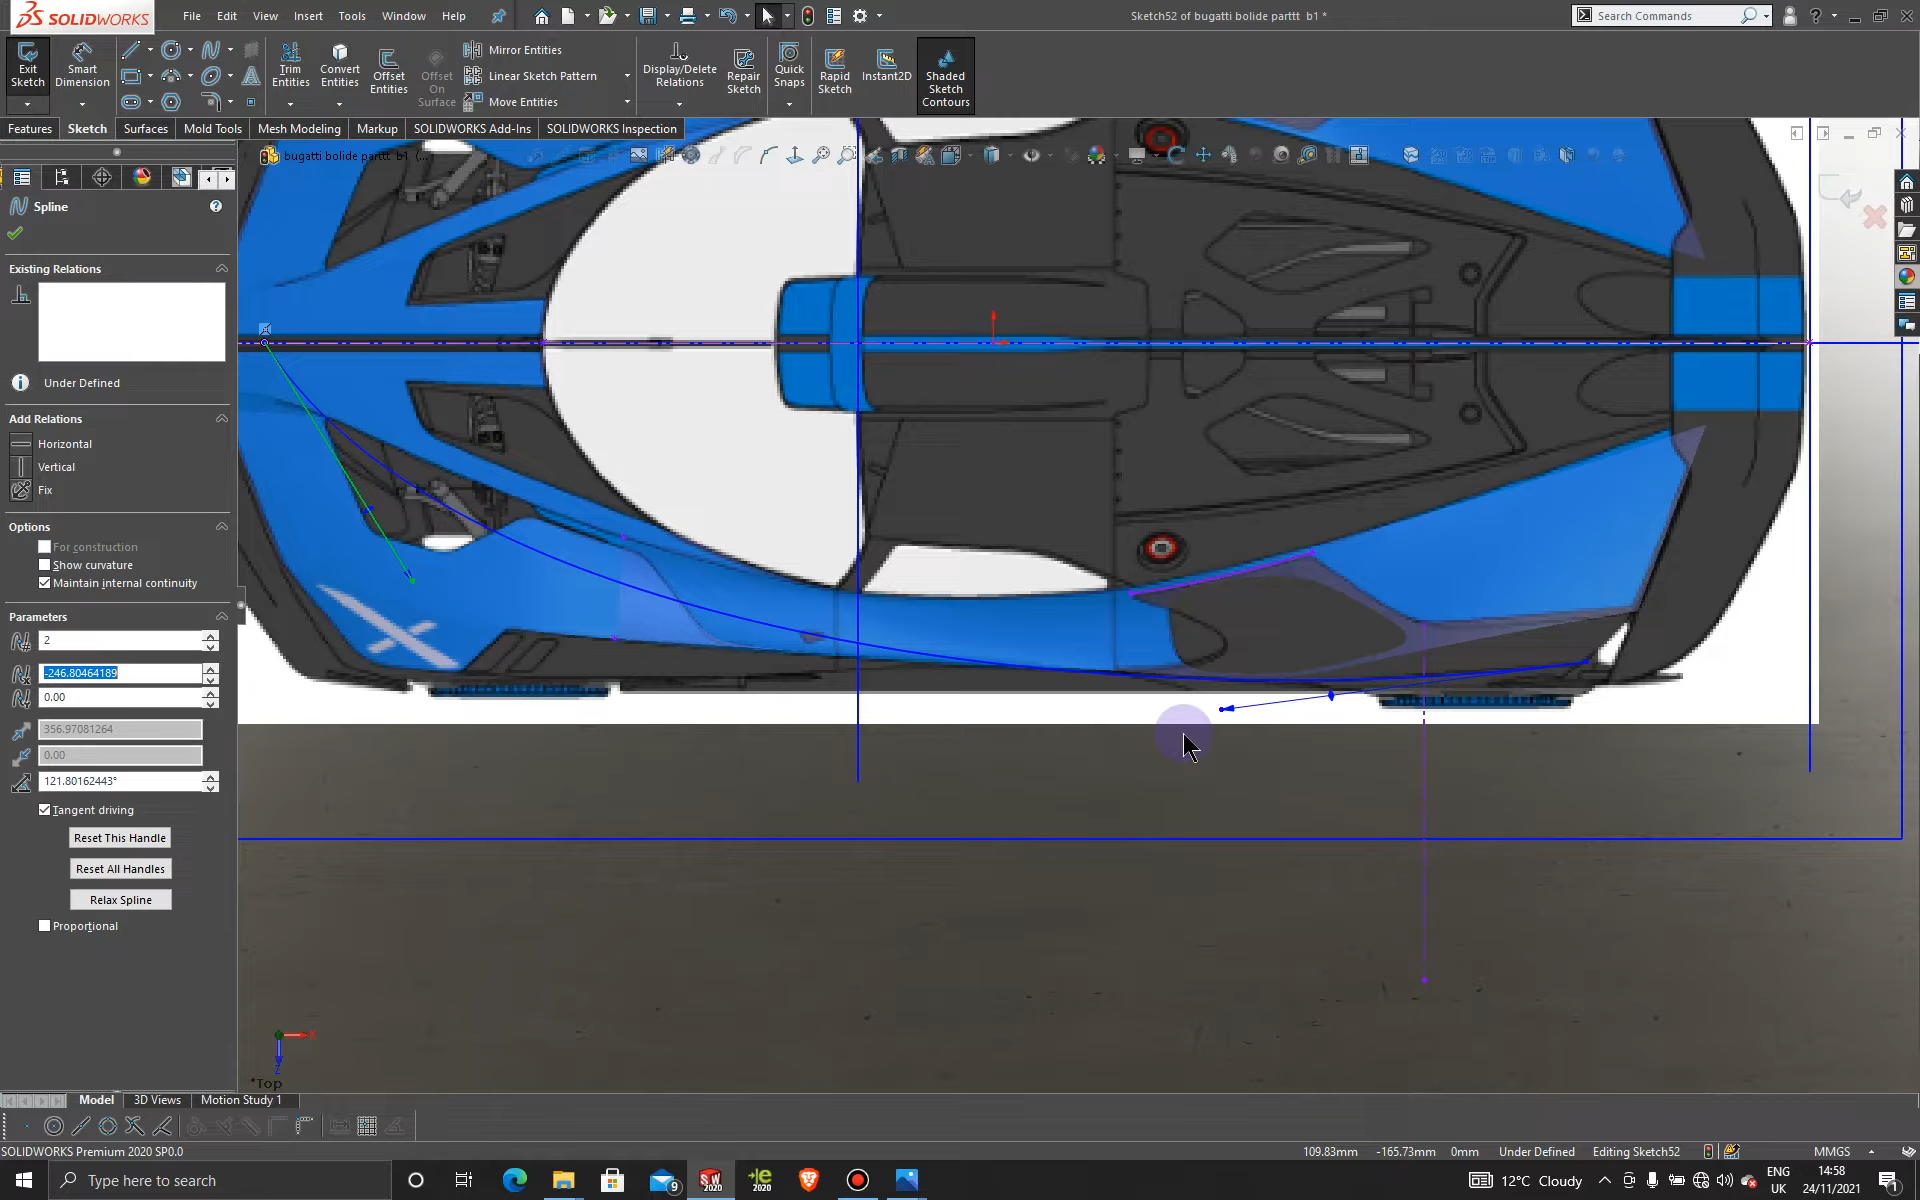 SOLIDWORKS
File Edit View Insert Tools Window Help
Sketch52 of bugatti bolide parttt b1 *
Search Commands
Exit Sketch
Smart Dimension
Trim Entities
Convert Entities
Offset Entities
Offset On Surface
Mirror Entities
Linear Sketch Pattern
Move Entities
Display/Delete Relations
Repair Sketch
Quick Snaps
Rapid Sketch
Instant2D
Shaded Sketch Contours
Features Sketch Surfaces Mold Tools Mesh Modeling Markup SOLIDWORKS Add-Ins SOLIDWORKS Inspection
bugatti bolide parttt b1 (...
Spline
Existing Relations
Under Defined
Add Relations
Horizontal
Vertical
Fix
Options
For construction
Show curvature
Maintain internal continuity
Parameters
2
-246.80464189
0.00
356.97081264
0.00
121.80162443°
Tangent driving
Reset This Handle
Reset All Handles
Relax Spline
Proportional
X
Z
*Top
Model 3D Views Motion Study 1
SOLIDWORKS Premium 2020 SP0.0
109.83mm -165.73mm 0mm Under Defined Editing Sketch52 MMGS
Type here to search
9
SW 2020
e 2020
12°C Cloudy
ENG UK
14:58
24/11/2021
1